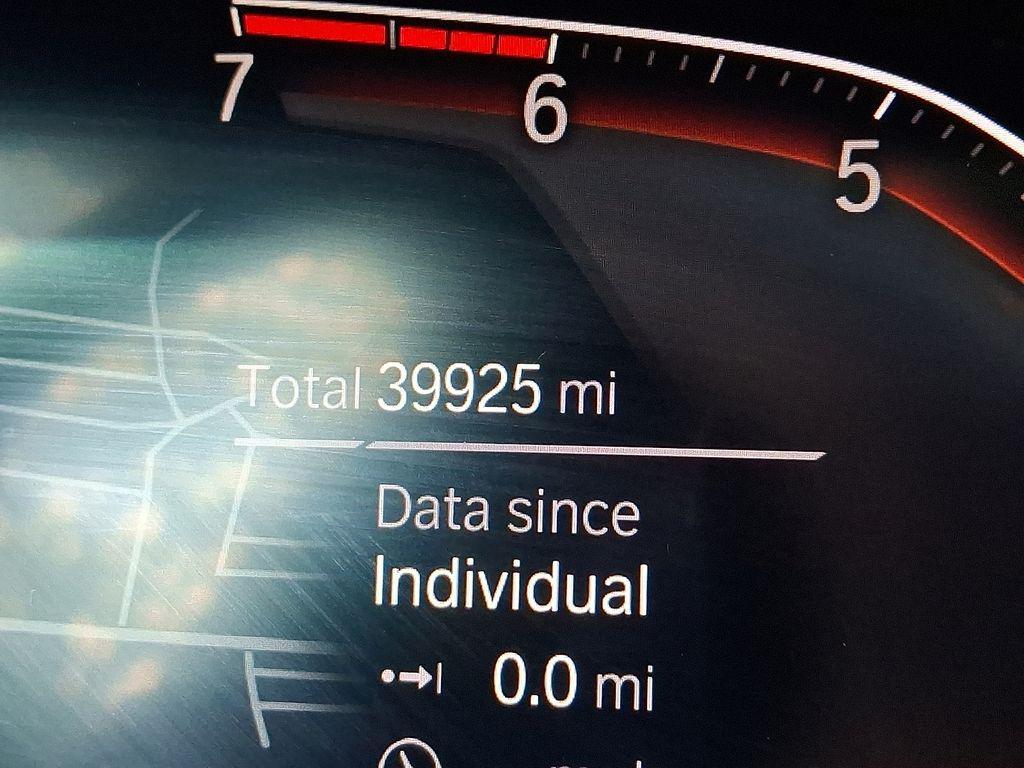 7
6
5
Total 39925 mi
Data since
Individual
0.0 mi